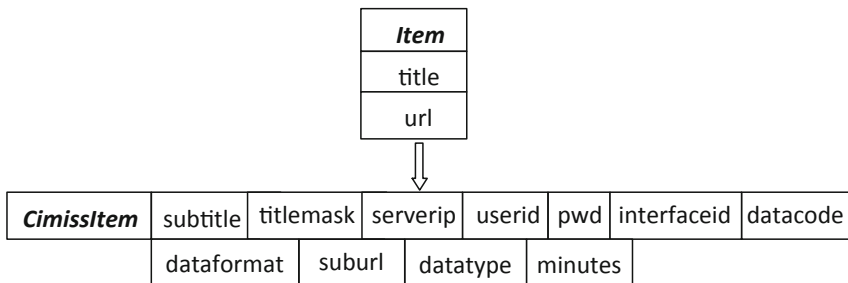 Item
title
url
CimissItem subtitle titlemask serverip userid pwd interfaceid datacode
dataformat suburl datatype minutes